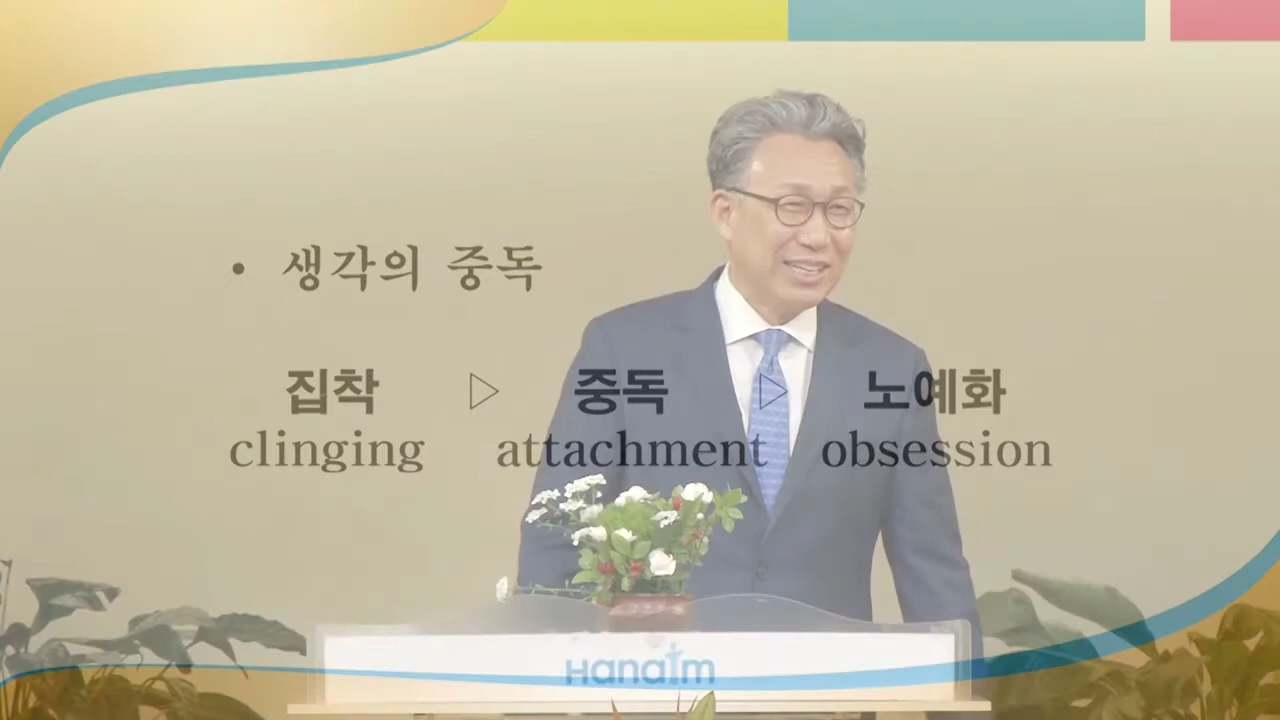 • 생각의 중독
집착 ▷ 중독 ▷ 노예화
clinging attachment obsession
Hanaim